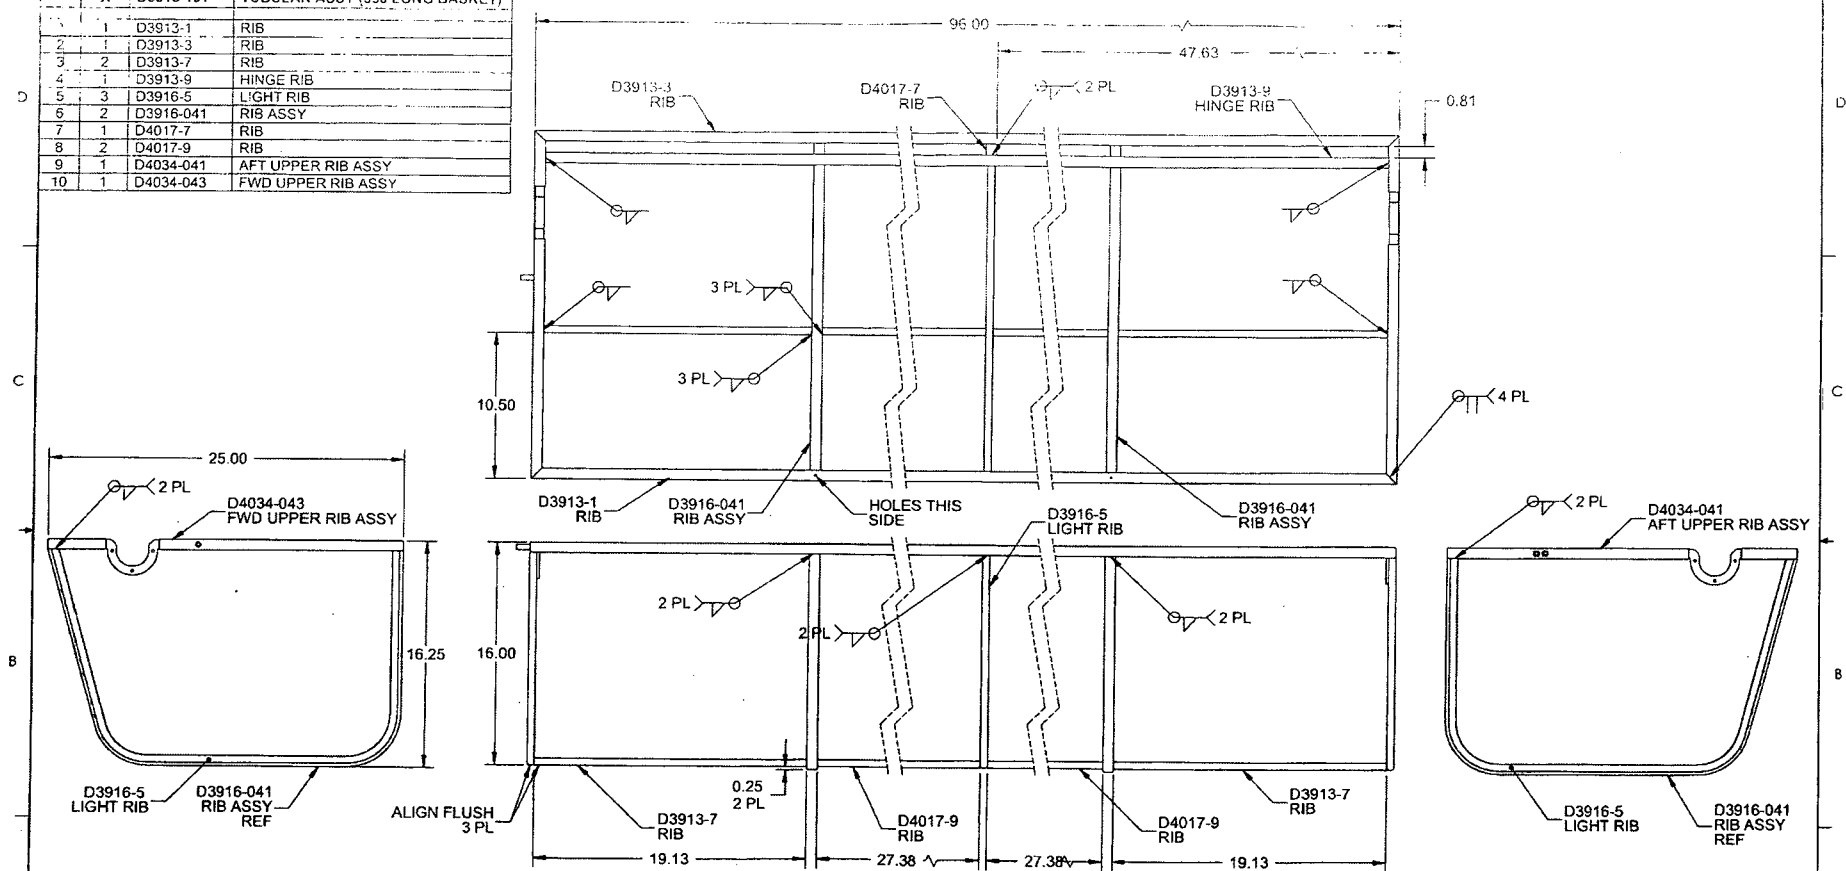 TUBULAR ASSY (350 LONG BASKET)
1 D3913-1 RIB
2 1 D3913-3 RIB
3 2 D3913-7 RIB
4 1 D3913-9 HINGE RIB
5 3 D3916-5 LIGHT RIB
6 2 D3916-041 RIB ASSY
7 1 D4017-7 RIB
8 2 D4017-9 RIB
9 1 D4034-041 AFT UPPER RIB ASSY
10 1 D4034-043 FWD UPPER RIB ASSY
96.00
47.63
D3913-3
RIB
D4017-7
RIB
2 PL
D3913-9
HINGE RIB
0.81
D
D
3 PL
3 PL
10.50
4 PL
C
C
25.00
2 PL
D4034-043
FWD UPPER RIB ASSY
D3913-1
RIB
D3916-041
RIB ASSY
HOLES THIS
SIDE
D3916-5
LIGHT RIB
D3916-041
RIB ASSY
2 PL
D4034-041
AFT UPPER RIB ASSY
16.25
16.00
2 PL
2 PL
2 PL
B
B
D3916-5
LIGHT RIB
D3916-041
RIB ASSY
REF
ALIGN FLUSH
3 PL
D3913-7
RIB
0.25
2 PL
D4017-9
RIB
D4017-9
RIB
D3913-7
RIB
D3916-5
LIGHT RIB
D3916-041
RIB ASSY
REF
19.13
27.38
27.38
19.13